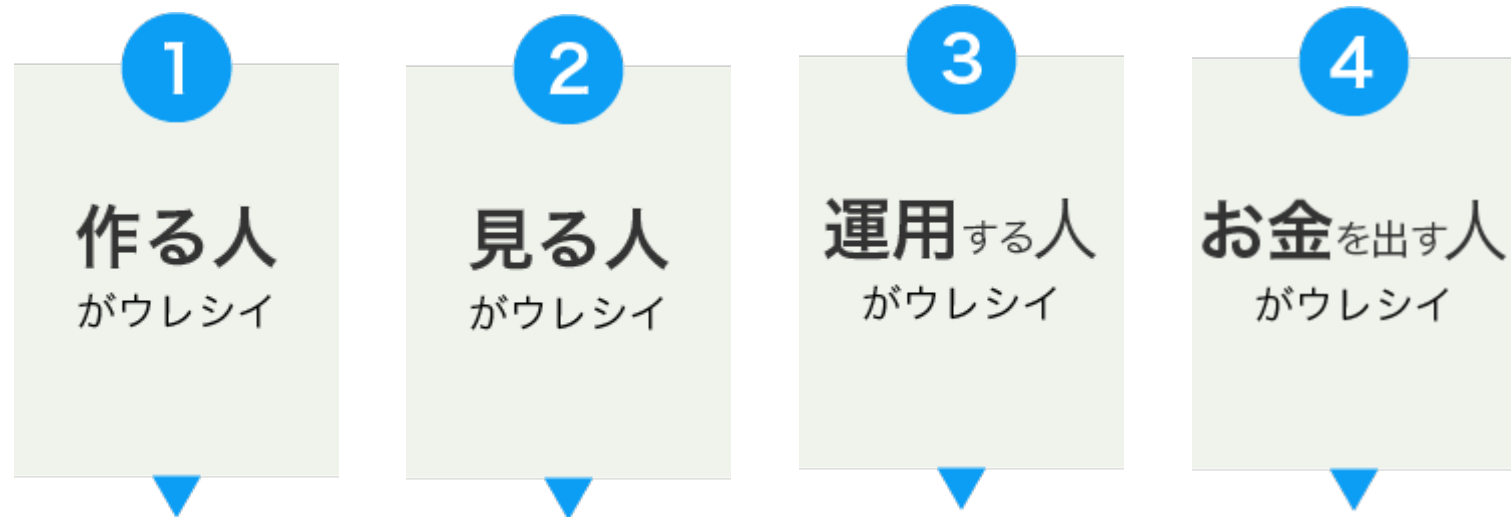 1
作る人
がウレシイ
2
見る人
がウレシイ
3
運用する人
がウレシイ
4
お金を出す人
がウレシイ